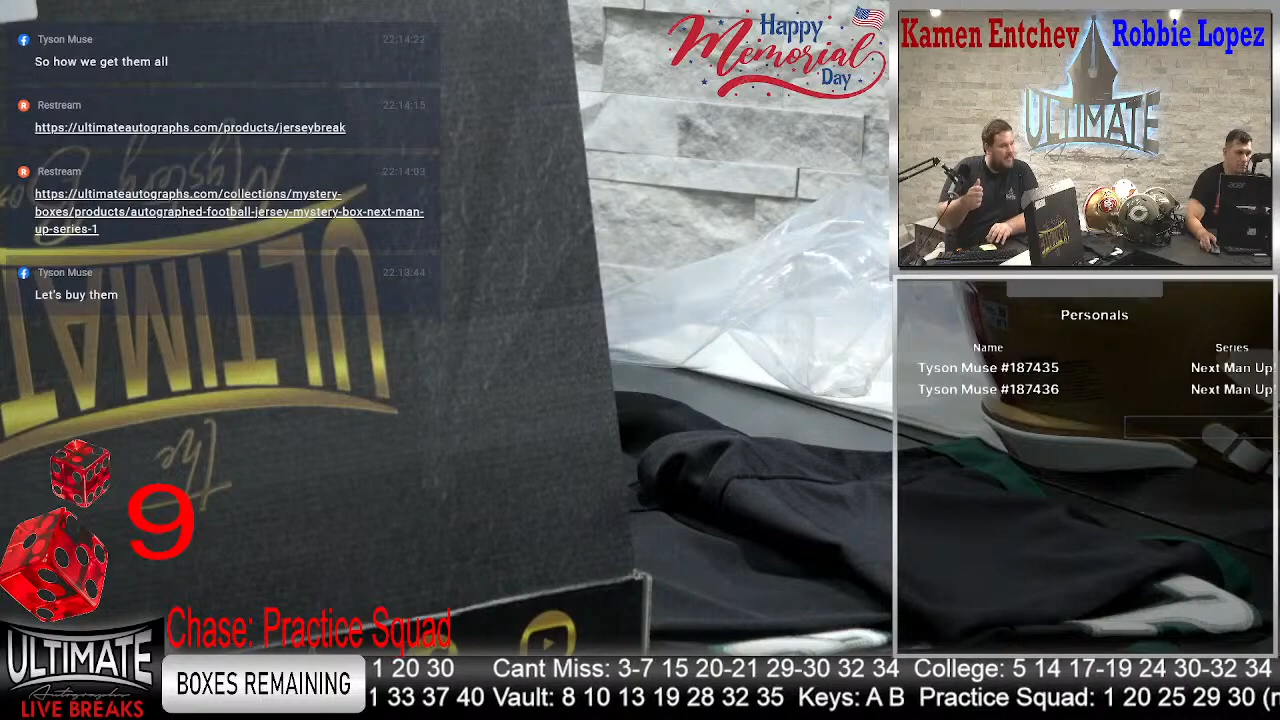 Tyson Muse 22:14:22
So how we get them all
Restream 22:14:15
https://ultimateautographs.com/products/jerseybreak
Restream 22:14:03
https://ultimateautographs.com/collections/mystery-
boxes/products/autographed-football-jersey-mystery-box-next-man-
up-series-1
Tyson Muse 22:13:44
Let's buy them
the
ULTIMAT
Mystery Box
Happy
Memorial
Day
Kamen Entchev Robbie Lopez
ULTIMATE
acer
Personals
Name Series
Tyson Muse #187435 Next Man Up
Tyson Muse #187436 Next Man Up
9
Chase: Practice Squad
ULTIMATE
Autographs
LIVE BREAKS
BOXES REMAINING
1 20 30 Cant Miss: 3-7 15 20-21 29-30 32 34 College: 5 14 17-19 24 30-32 34
1 33 37 40 Vault: 8 10 13 19 28 32 35 Keys: A B Practice Squad: 1 20 25 29 30 (r